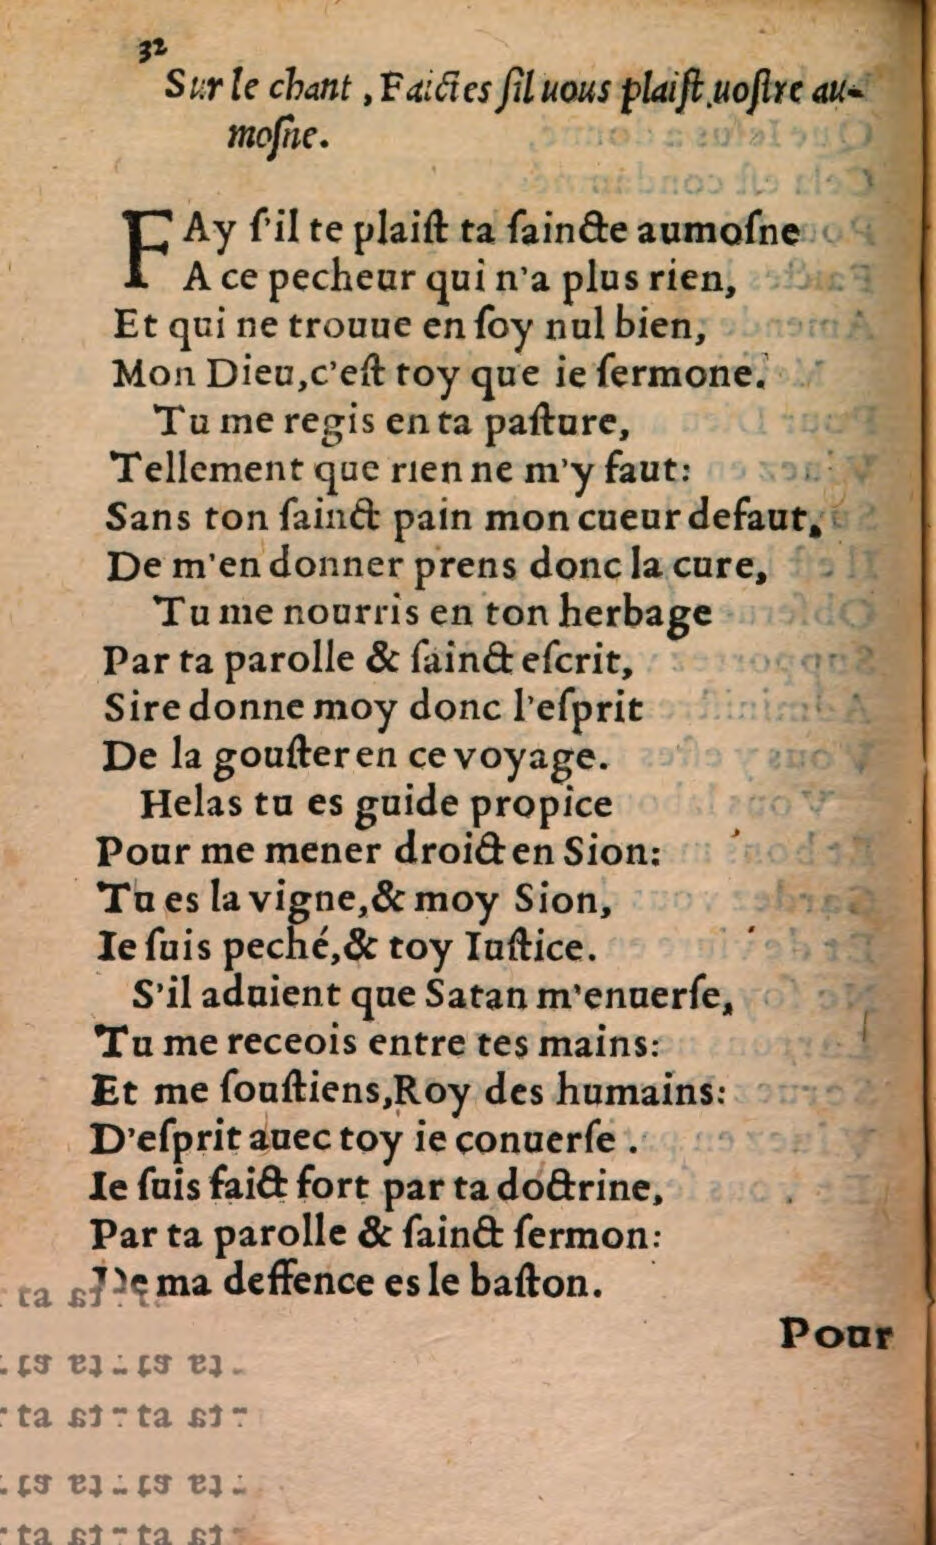 32
Sur le chant, Faictes ſil uous plaiſt uoſtre au-
moſne.
FAy ſ'il te plaiſt ta ſaincte aumoſne
A ce pecheur qui n'a plus rien,
Et qui ne trouue en ſoy nul bien,
Mon Dieu, c'eſt toy que ie ſermone.
Tu me regis en ta paſture,
Tellement que rien ne m'y faut:
Sans ton ſainct pain mon cueur defaut,
De m'en donner prens donc la cure,
Tu me nourris en ton herbage
Par ta parolle & ſainct eſcrit,
Sire donne moy donc l'eſprit
De la gouſter en ce voyage.
Helas tu es guide propice
Pour me mener droict en Sion:
Tu es la vigne, & moy Sion,
Ie ſuis peché, & toy Iuſtice.
S'il aduient que Satan m'enuerſe,
Tu me receois entre tes mains:
Et me ſouſtiens, Roy des humains:
D'eſprit auec toy ie conuerſe.
Ie ſuis faict fort par ta doctrine,
Par ta parolle & ſainct ſermon:
De ma deffence es le baſton.
Pour